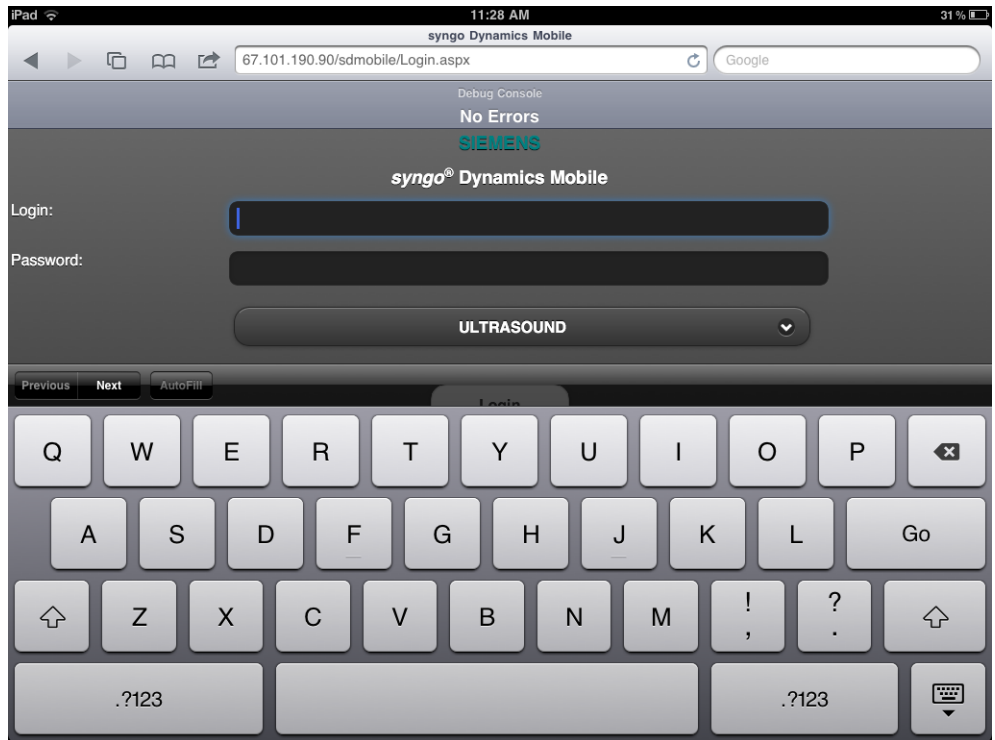 iPad 11:28 AM 31 %
syngo Dynamics Mobile
67.101.190.90/sdmobile/Login.aspx Google
Debug Console
No Errors
SIEMENS
syngo® Dynamics Mobile
Login:
Password:
ULTRASOUND
Previous Next AutoFill
Login
Q W E R T Y U I O P
A S D F G H J K L Go
Z X C V B N M ! , ? .
.?123 .?123